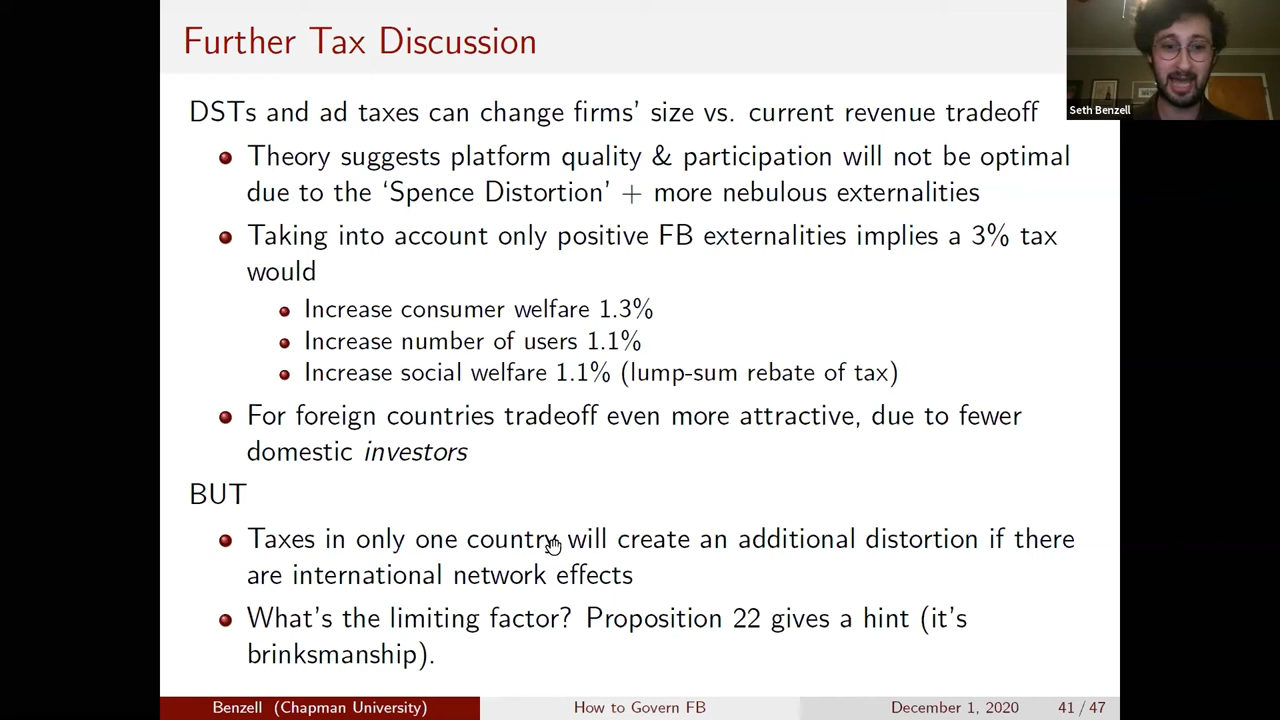 Further Tax Discussion
Seth Benzell
DSTs and ad taxes can change firms' size vs. current revenue tradeoff
Theory suggests platform quality & participation will not be optimal
due to the 'Spence Distortion' + more nebulous externalities
Taking into account only positive FB externalities implies a 3% tax
would
Increase consumer welfare 1.3%
Increase number of users 1.1%
Increase social welfare 1.1% (lump-sum rebate of tax)
For foreign countries tradeoff even more attractive, due to fewer
domestic investors
BUT
Taxes in only one country will create an additional distortion if there
are international network effects
What's the limiting factor? Proposition 22 gives a hint (it's
brinksmanship).
Benzell (Chapman University) How to Govern FB December 1, 2020 41 / 47